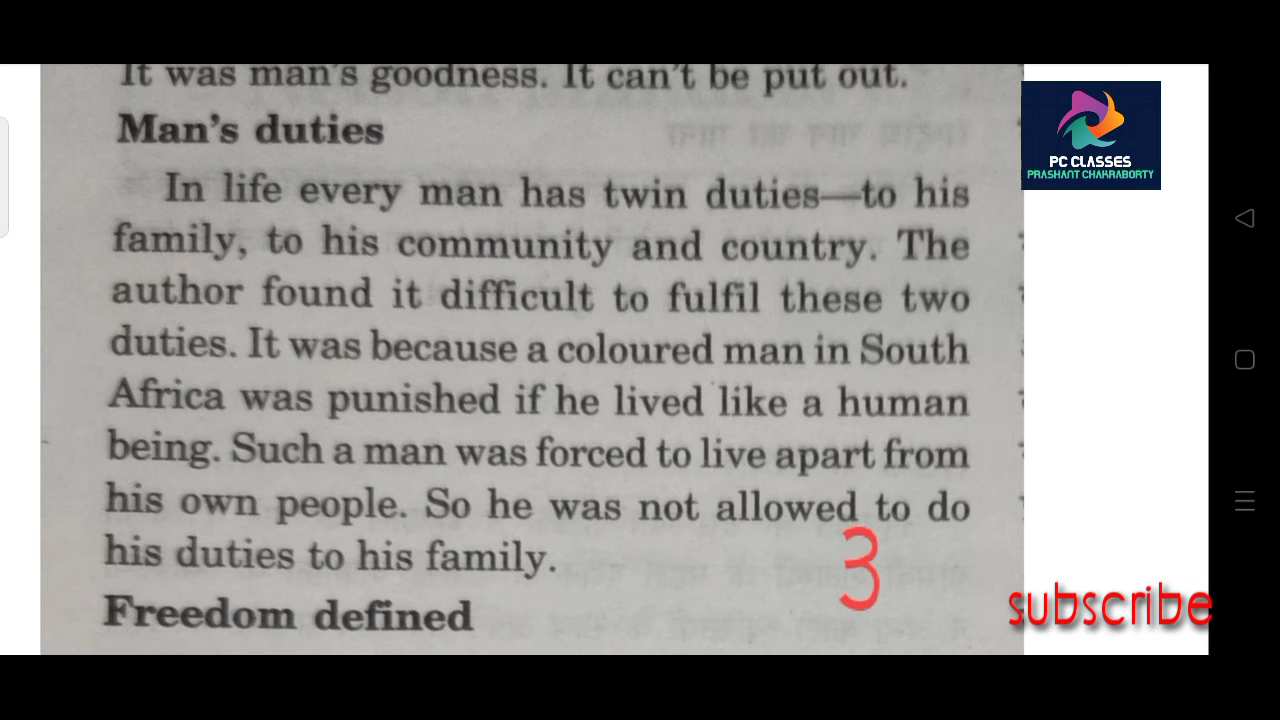 It was man's goodness. It can't be put out.
Man's duties
In life every man has twin duties—to his
family, to his community and country. The
author found it difficult to fulfil these two
duties. It was because a coloured man in South
Africa was punished if he lived like a human
being. Such a man was forced to live apart from
his own people. So he was not allowed to do
his duties to his family.
3
Freedom defined
PC CLASSES
PRASHANT CHAKRABORTY
subscribe